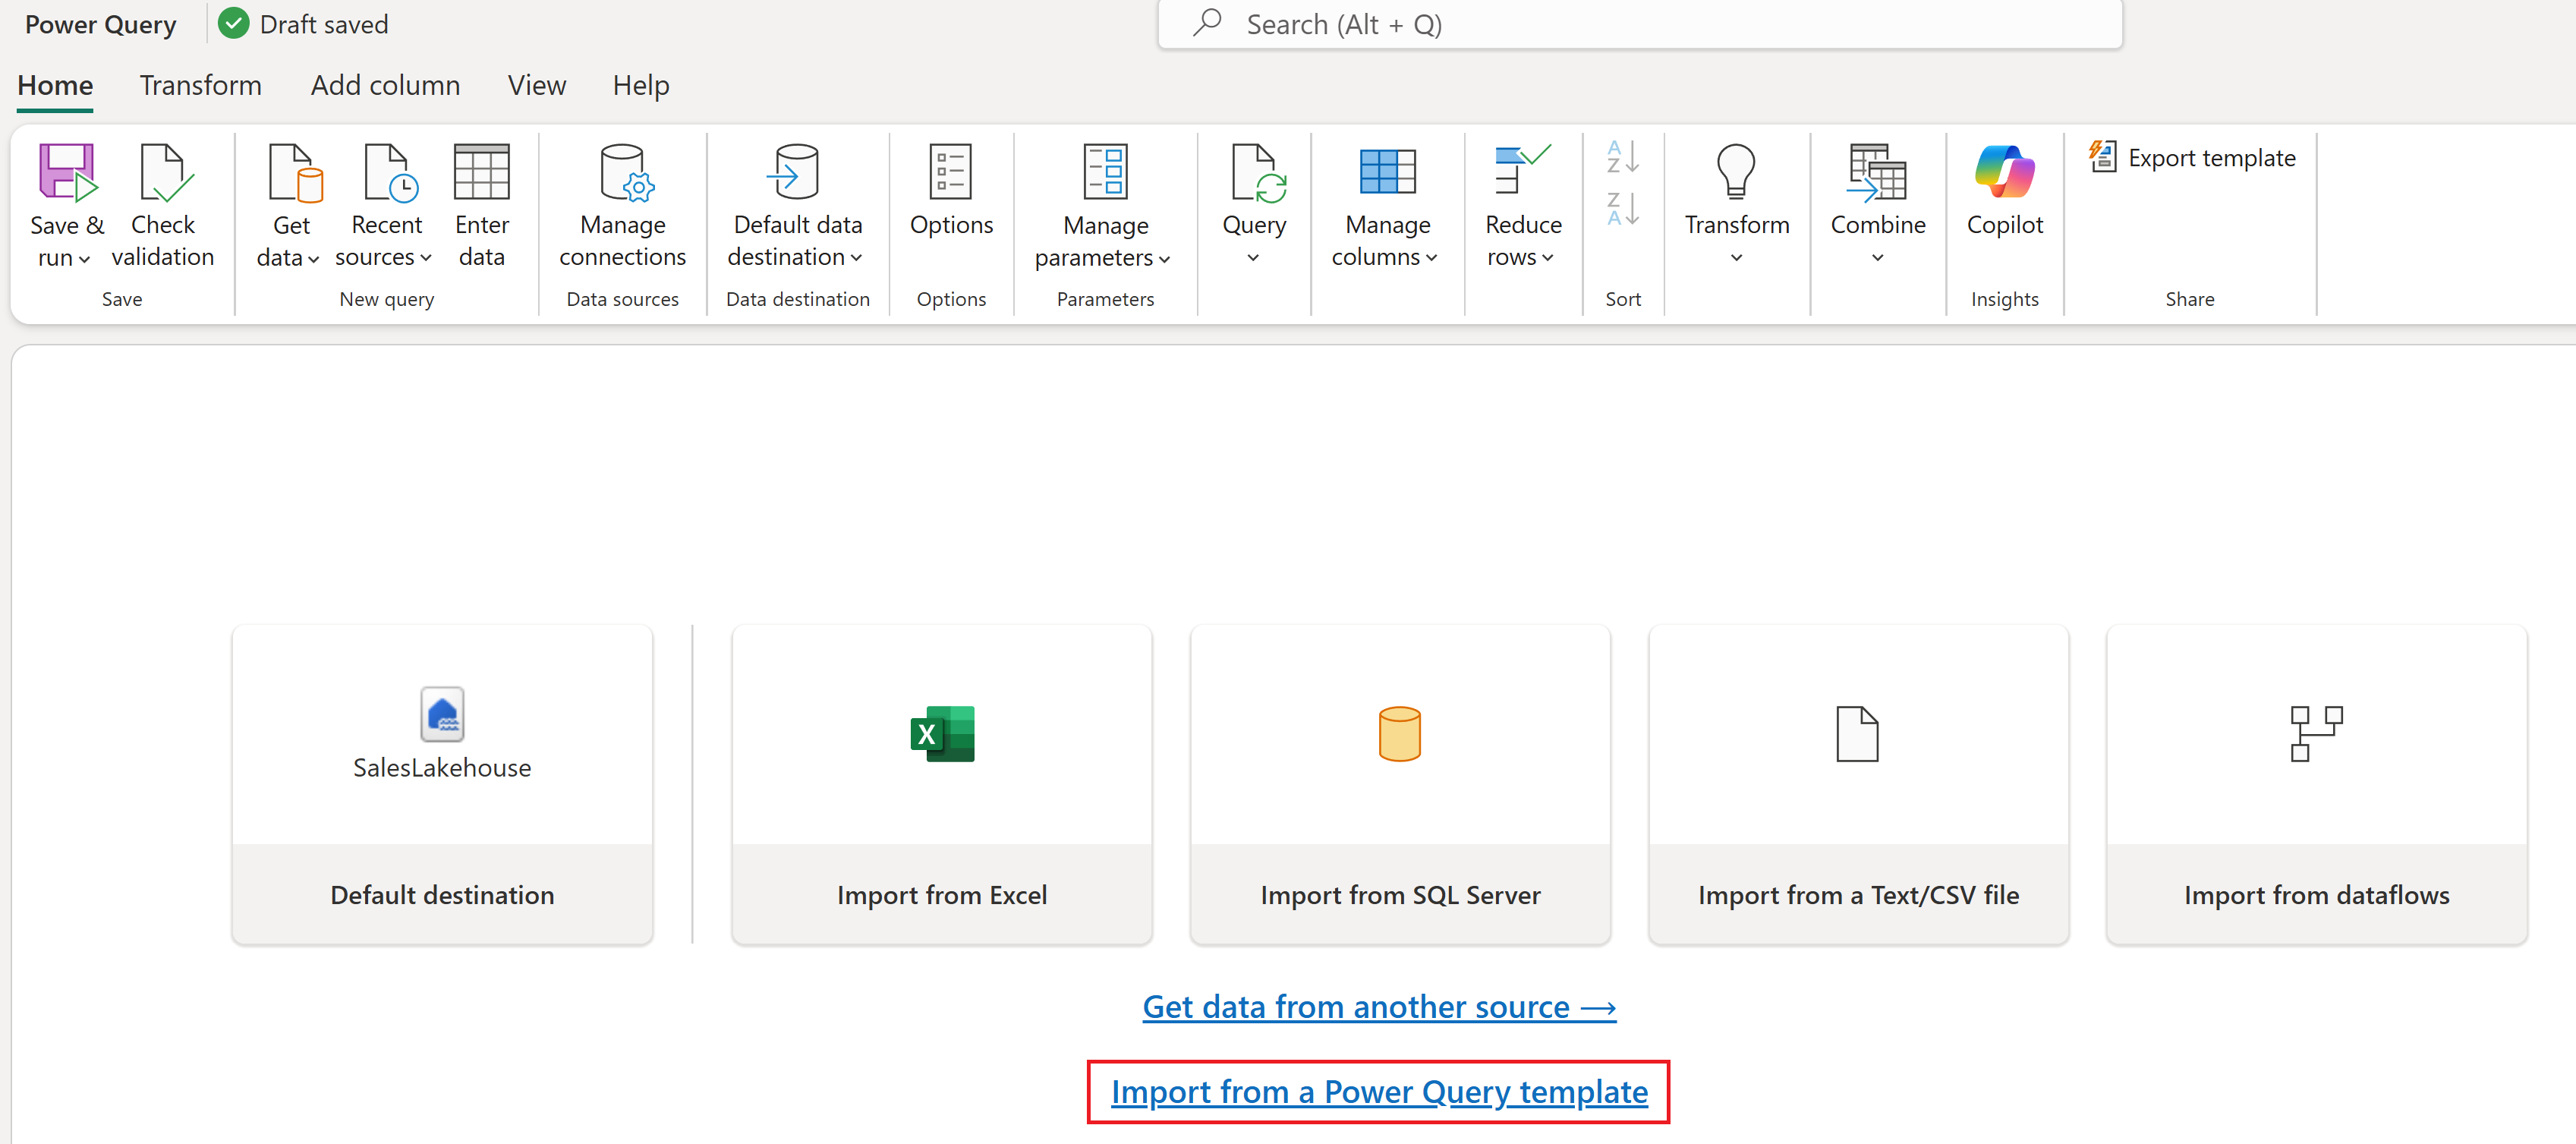 Power Query
Draft saved
Search (Alt + Q)
Home
Transform
Add column
View
Help
Save &
run
Check
validation
Save
Get
data
Recent
sources
Enter
data
New query
Manage
connections
Data sources
Default data
destination
Data destination
Options
Options
Manage
parameters
Parameters
Query
Manage
columns
Reduce
rows
A
Z
Z
A
Sort
Transform
Combine
Copilot
Insights
Export template
Share
SalesLakehouse
Default destination
X
Import from Excel
Import from SQL Server
Import from a Text/CSV file
Import from dataflows
Get data from another source →
Import from a Power Query template